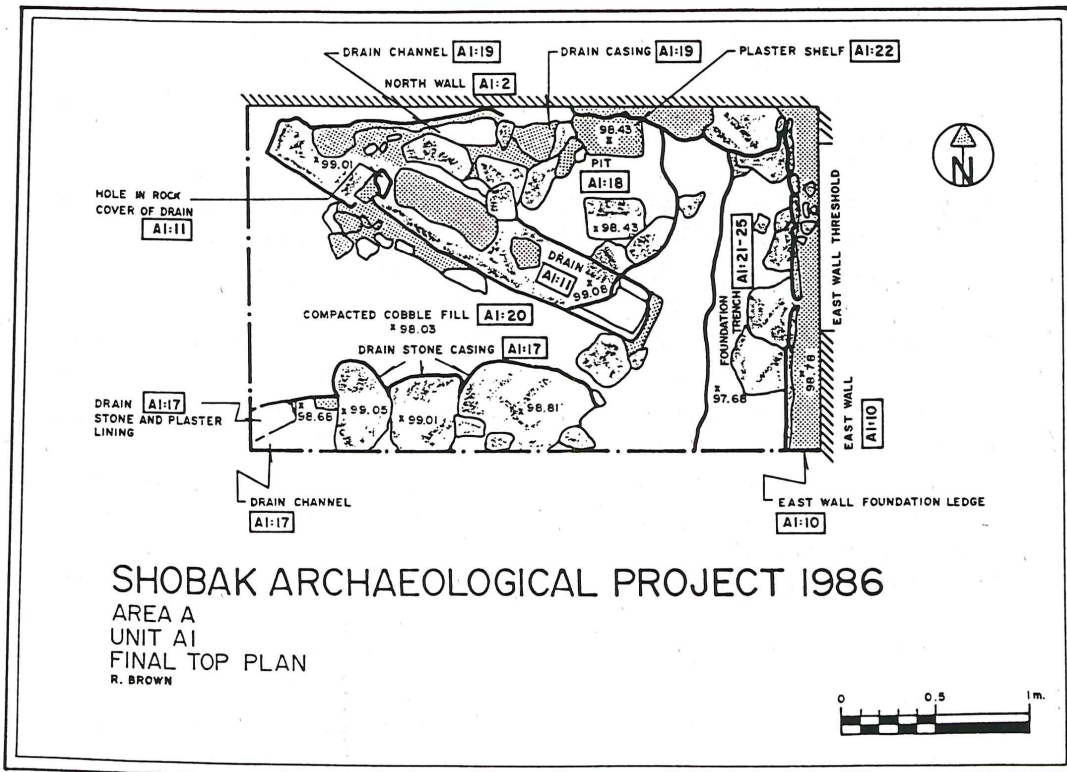 DRAIN CHANNEL A1:19
DRAIN CASING A1:19
PLASTER SHELF A1:22
NORTH WALL A1:2
98.43
x
PIT
A1:18
x 99.01
N
HOLE IN ROCK
COVER OF DRAIN
A1:11
x 98.43
DRAIN
A1:11
x
99.08
FOUNDATION
TRENCH
A1:21-25
EAST WALL THRESHOLD
COMPACTED COBBLE FILL A1:20
x 98.03
DRAIN STONE CASING A1:17
DRAIN A1:17
STONE AND PLASTER
LINING
x
98.66
x 99.05
x
99.01
x 98.81
x
97.68
x
98.78
EAST WALL
A1:10
DRAIN CHANNEL
A1:17
EAST WALL FOUNDATION LEDGE
A1:10
SHOBAK ARCHAEOLOGICAL PROJECT 1986
AREA A
UNIT A1
FINAL TOP PLAN
R. BROWN
0 0.5 1m.